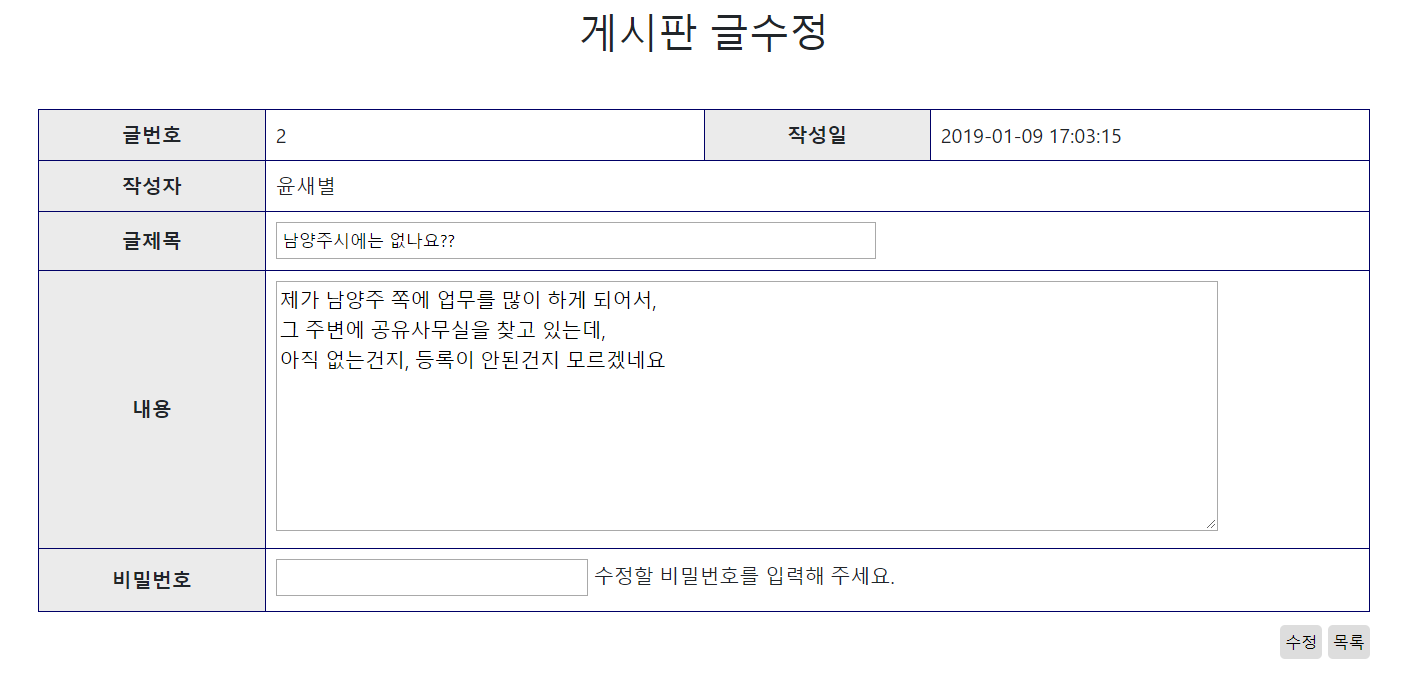 게시판 글수정
글번호 2 작성일 2019-01-09 17:03:15
작성자 윤새별
글제목 남양주시에는 없나요??
내용
제가 남양주 쪽에 업무를 많이 하게 되어서,
그 주변에 공유사무실을 찾고 있는데,
아직 없는건지, 등록이 안된건지 모르겠네요
비밀번호 수정할 비밀번호를 입력해 주세요.
수정 목록